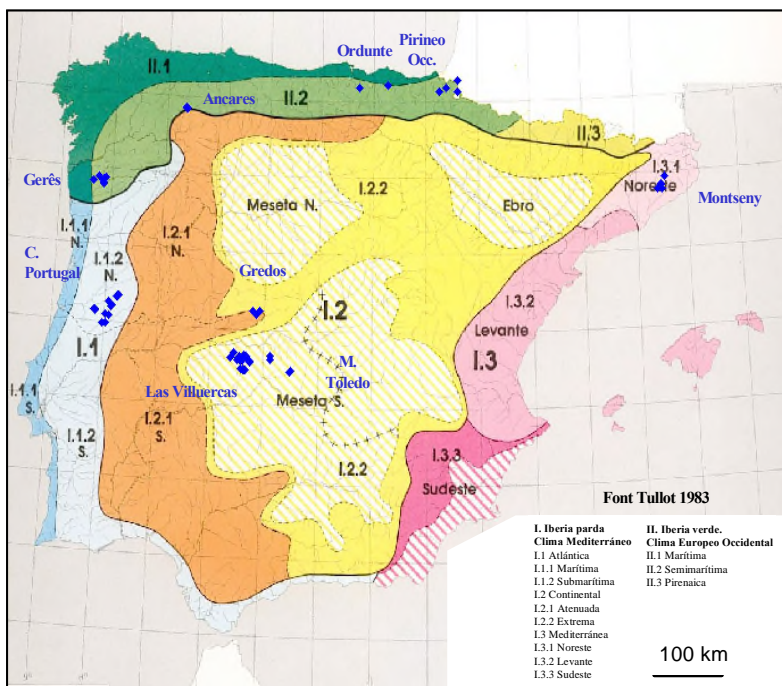 Pirineo
Ordunte
Occ.
II.1
Ancares
II.2
II.3
Gerês
I.3.1
Noreste
Montseny
I.2.2
Meseta N.
Ebro
I.1.1
N.
I.1.2
N.
I.2.1
N.
C.
Portugal
Gredos
I.3.2
Levante
I.2
I.1
I.3
M.
Toledo
Las Villuercas
Meseta S.
I.1.1
S.
I.2.1
S.
I.1.2
S.
I.2.2
I.3.3
Sudeste
Font Tullot 1983
I. Iberia parda
Clima Mediterráneo
I.1 Atlántica
I.1.1 Marítima
I.1.2 Submarítima
I.2 Continental
I.2.1 Atenuada
I.2.2 Extrema
I.3 Mediterránea
I.3.1 Noreste
I.3.2 Levante
I.3.3 Sudeste
II. Iberia verde.
Clima Europeo Occidental
II.1 Marítima
II.2 Semimarítima
II.3 Pirenaica
100 km